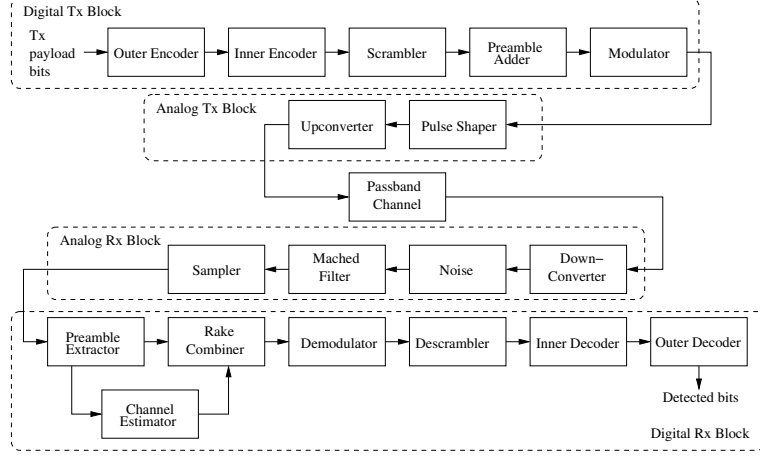 Digital Tx Block
Tx
payload
bits
Outer Encoder
Inner Encoder
Scrambler
Preamble
Adder
Modulator
Analog Tx Block
Upconverter
Pulse Shaper
Passband
Channel
Analog Rx Block
Sampler
Mached
Filter
Noise
Down-
Converter
Preamble
Extractor
Rake
Combiner
Demodulator
Descrambler
Inner Decoder
Outer Decoder
Channel
Estimator
Detected bits
Digital Rx Block